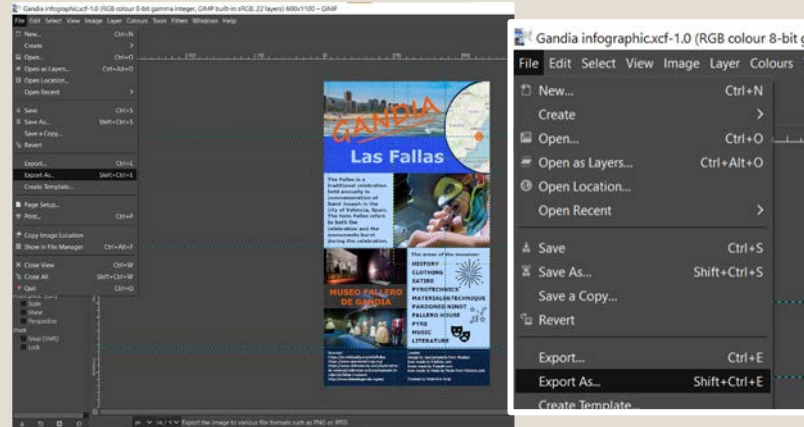 Gandia infographic.xcf-1.0 (RGB colour 8-bit gamma integer, GIMP built-in sRGB, 22 layers) 600x1100 – GIMP
File Edit Select View Image Layer Colours Tools Filters Windows Help
New... Ctrl+N
Create >
Open... Ctrl+O
Open as Layers... Ctrl+Alt+O
Open Location...
Open Recent >
Save Ctrl+S
Save As... Shift+Ctrl+S
Save a Copy...
Revert
Export... Ctrl+E
Export As... Shift+Ctrl+E
Create Template...
Page Setup...
Print... Ctrl+P
Copy Image Location
Show in File Manager Ctrl+Alt+F
Close View Ctrl+W
Close All Shift+Ctrl+W
Quit Ctrl+Q
Scale
Shear
Perspective
Pivot
Snap (Shift)
Lock
Export the image to various file formats such as PNG or JPEG
GANDIA
Las Fallas
The Fallas is a
traditional celebration
held annually in
commemoration of
Saint Joseph in the
city of Valencia, Spain.
The term Fallas refers
to both the
celebration and the
monuments burnt
during the celebration.
MUSEO FALLERO
DE GANDIA
The areas of the museum:
HISTORY
CLOTHING
SATIRE
PYROTECHNICS
MATERIALS&TECHNIQUE
PARDONED NINOT
FALLERO HOUSE
PYRE
MUSIC
LITERATURE
Gandia infographic.xcf-1.0 (RGB colour 8-bit g
File Edit Select View Image Layer Colours
New... Ctrl+N
Create >
Open... Ctrl+O
Open as Layers... Ctrl+Alt+O
Open Location...
Open Recent >
Save Ctrl+S
Save As... Shift+Ctrl+S
Save a Copy...
Revert
Export... Ctrl+E
Export As... Shift+Ctrl+E
Create Template...